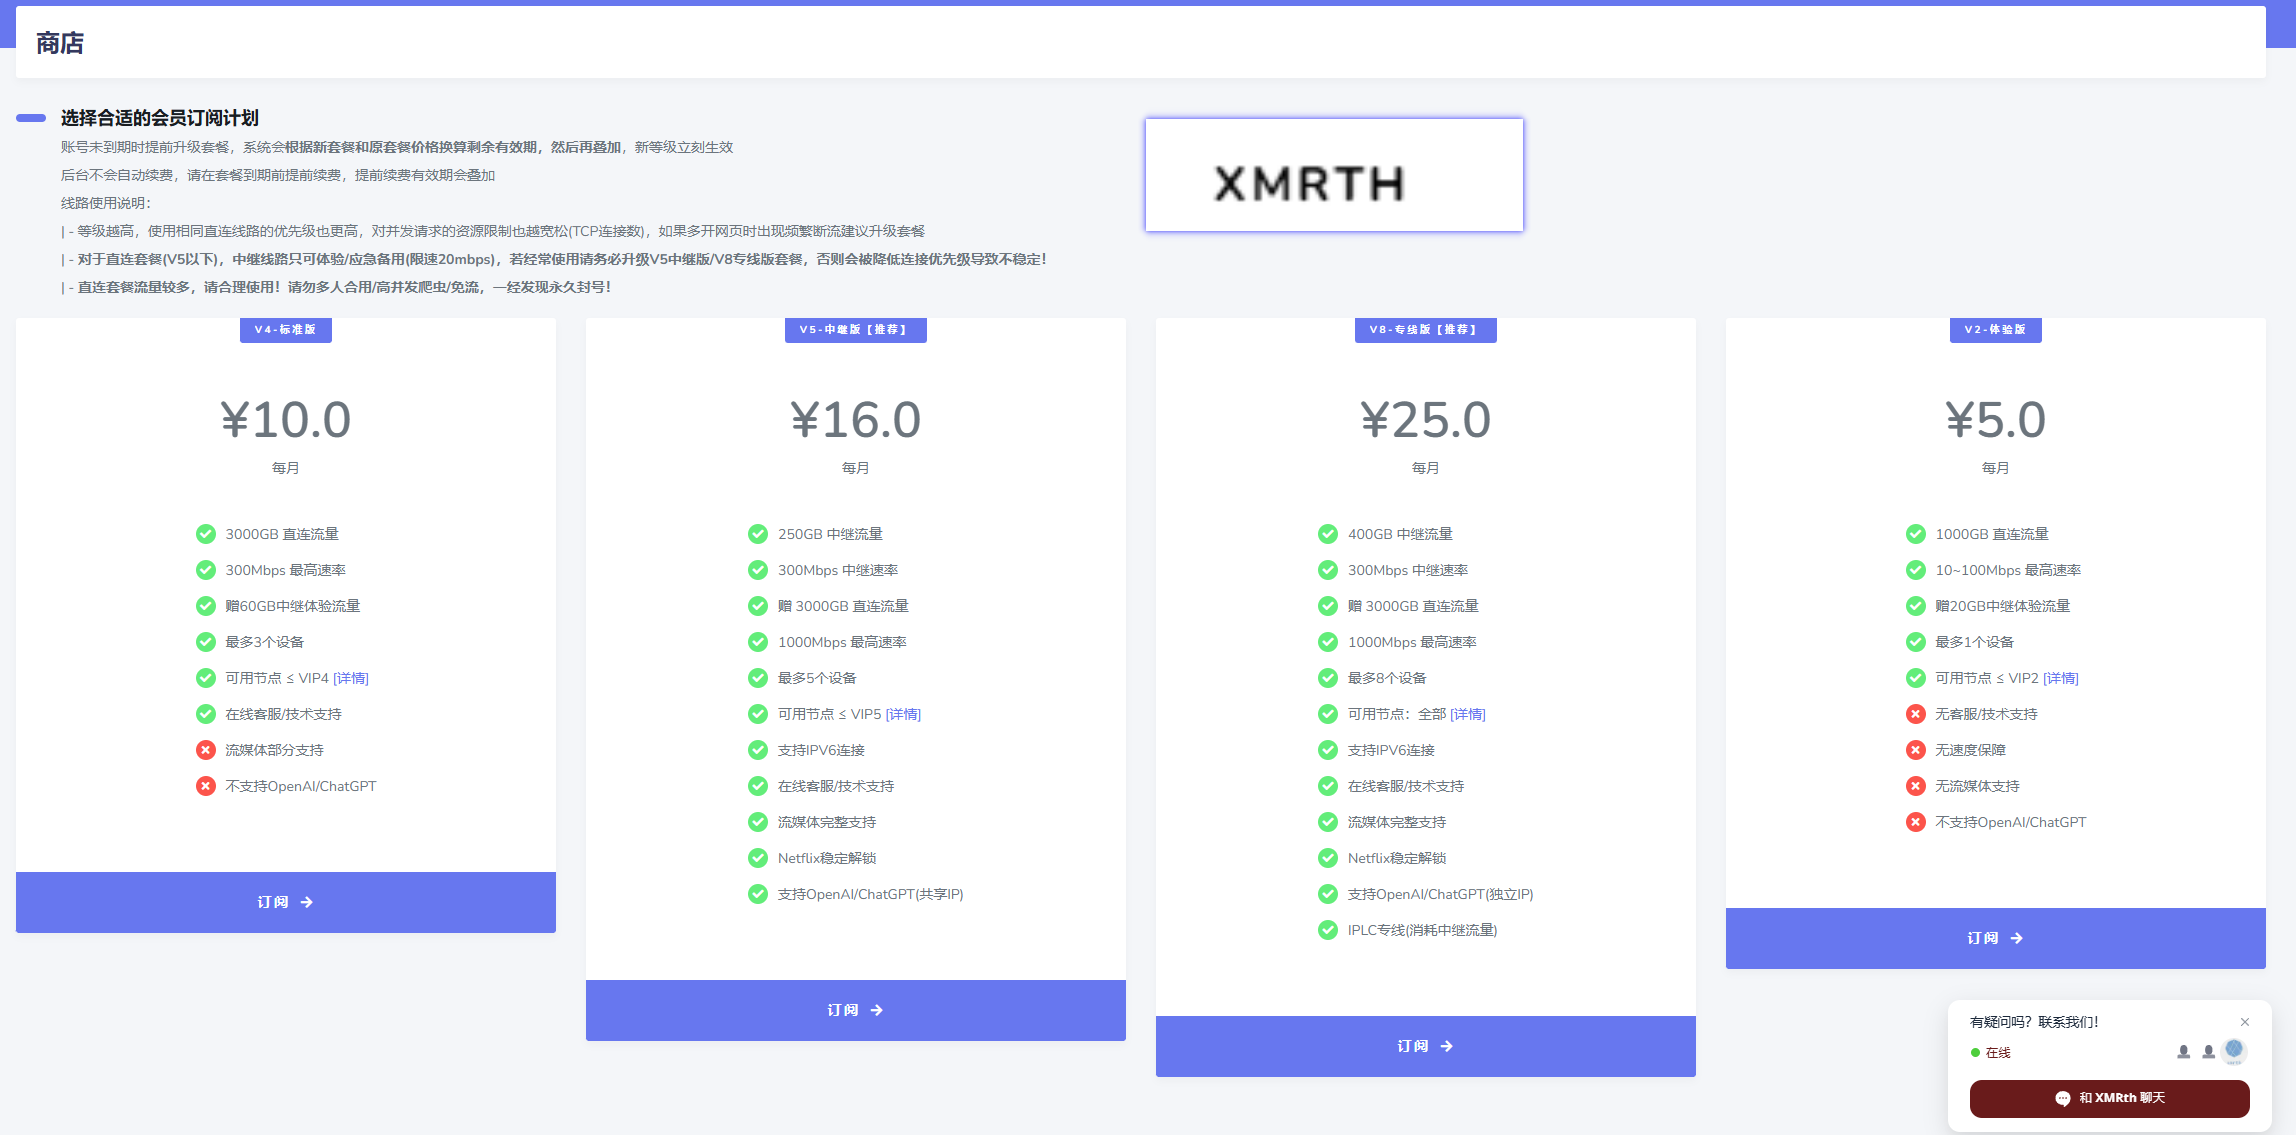 商店
选择合适的会员订阅计划
账号未到期时提前升级套餐，系统会根据新套餐和原套餐价格换算剩余有效期，然后再叠加，新等级立刻生效
后台不会自动续费，请在套餐到期前提前续费，提前续费有效期会叠加
线路使用说明：
| - 等级越高，使用相同直连线路的优先级也更高，对并发请求的资源限制也越宽松(TCP连接数)，如果多开网页时出现频繁断流建议升级套餐
| - 对于直连套餐(V5以下)，中继线路只可体验/应急备用(限速20mbps)，若经常使用请务必升级V5中继版/V8专线版套餐，否则会被降低连接优先级导致不稳定！
| - 直连套餐流量较多，请合理使用！请勿多人合用/高并发爬虫/免流，一经发现永久封号！
XMRTH
V4-标准版
¥10.0
每月
3000GB 直连流量
300Mbps 最高速率
赠60GB中继体验流量
最多3个设备
可用节点 ≤ VIP4 [详情]
在线客服/技术支持
流媒体部分支持
不支持OpenAI/ChatGPT
订阅 →
V5-中继版【推荐】
¥16.0
每月
250GB 中继流量
300Mbps 中继速率
赠 3000GB 直连流量
1000Mbps 最高速率
最多5个设备
可用节点 ≤ VIP5 [详情]
支持IPV6连接
在线客服/技术支持
流媒体完整支持
Netflix稳定解锁
支持OpenAI/ChatGPT(共享IP)
订阅 →
V8-专线版【推荐】
¥25.0
每月
400GB 中继流量
300Mbps 中继速率
赠 3000GB 直连流量
1000Mbps 最高速率
最多8个设备
可用节点：全部 [详情]
支持IPV6连接
在线客服/技术支持
流媒体完整支持
Netflix稳定解锁
支持OpenAI/ChatGPT(独立IP)
IPLC专线(消耗中继流量)
订阅 →
V2-体验版
¥5.0
每月
1000GB 直连流量
10~100Mbps 最高速率
赠20GB中继体验流量
最多1个设备
可用节点 ≤ VIP2 [详情]
无客服/技术支持
无速度保障
无流媒体支持
不支持OpenAI/ChatGPT
订阅 →
有疑问吗？联系我们！
在线
和 XMRth 聊天